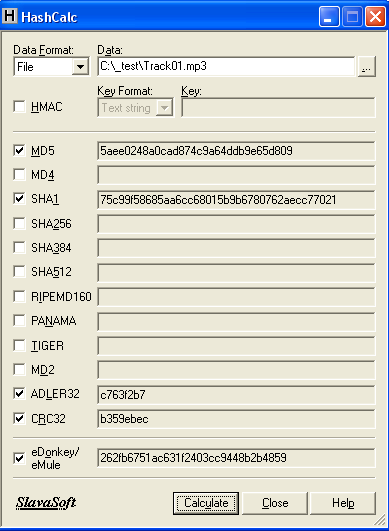 HashCalc
Data Format: Data:
File C:\_test\Track01.mp3 ...
Key Format: Key:
HMAC Text string
MD5 5aee0248a0cad874c9a64ddb9e65d809
MD4
SHA1 75c99f58685aa6cc68015b9b6780762aecc77021
SHA256
SHA384
SHA512
RIPEMD160
PANAMA
TIGER
MD2
ADLER32 c763f2b7
CRC32 b359ebec
eDonkey/
eMule 262fb6751ac631f2403cc9448b2b4859
SlavaSoft Calculate Close Help